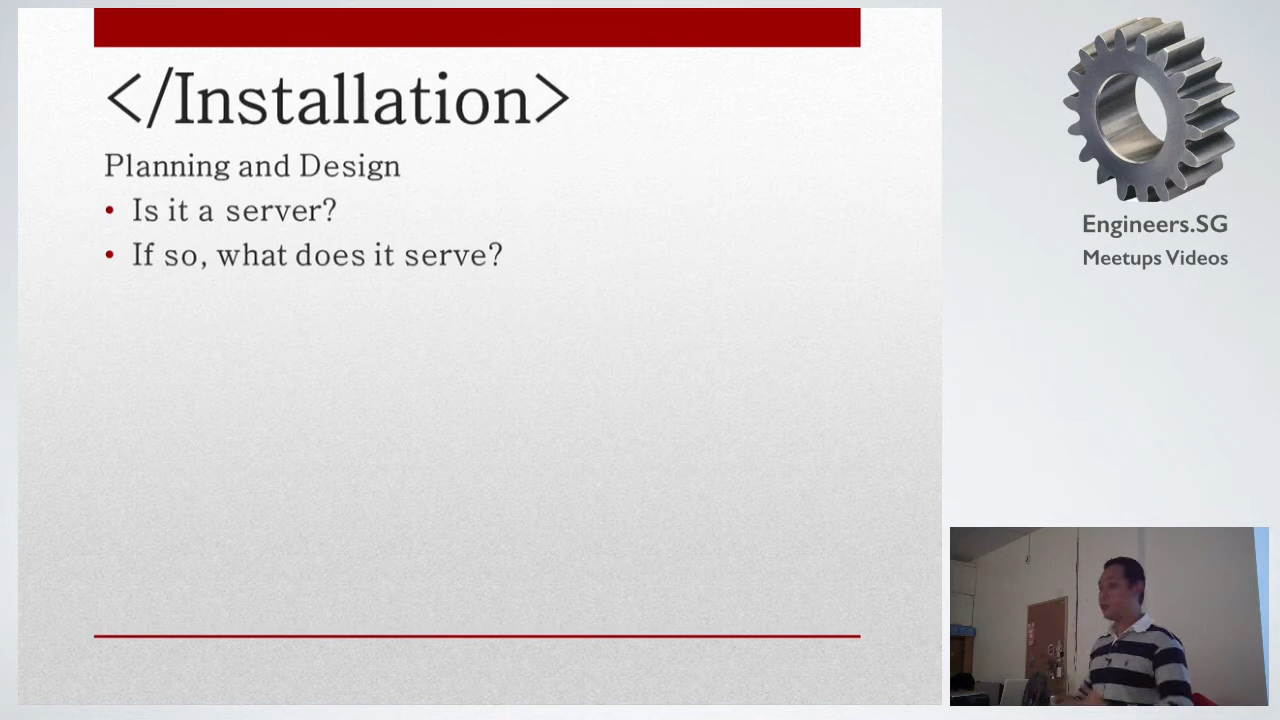 </Installation>
Planning and Design
• Is it a server?
• If so, what does it serve?
Engineers.SG
Meetups Videos